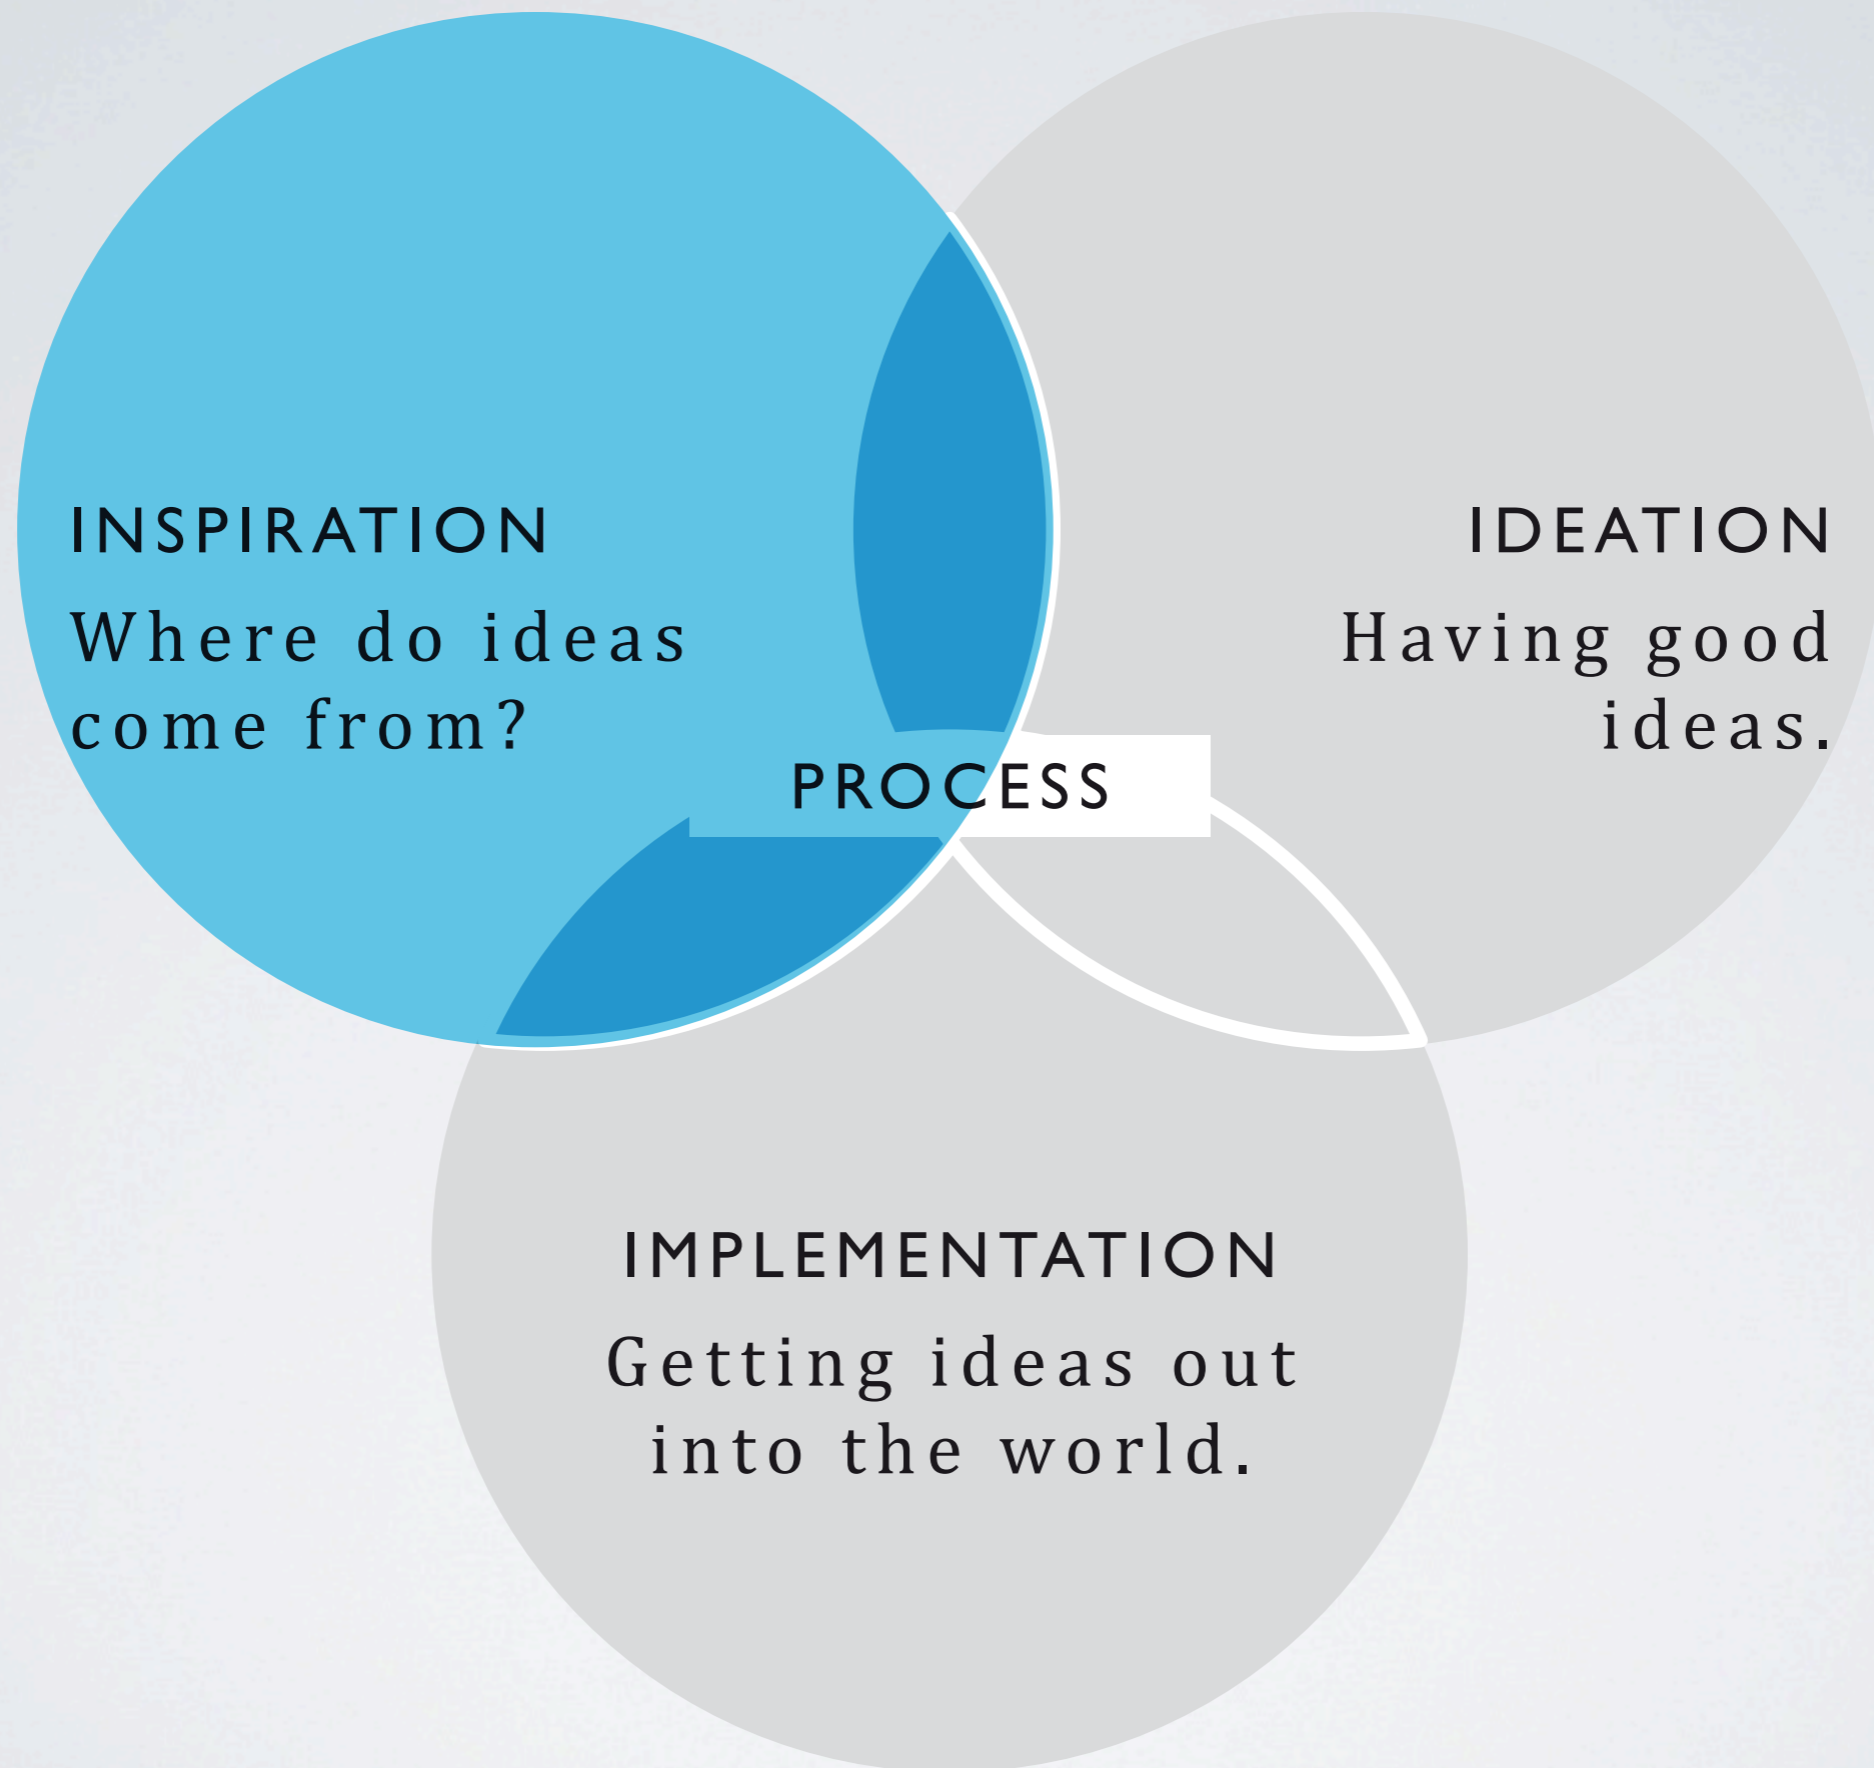 INSPIRATION
Where do ideas
come from?
IDEATION
Having good
ideas.
PROCESS
IMPLEMENTATION
Getting ideas out
into the world.